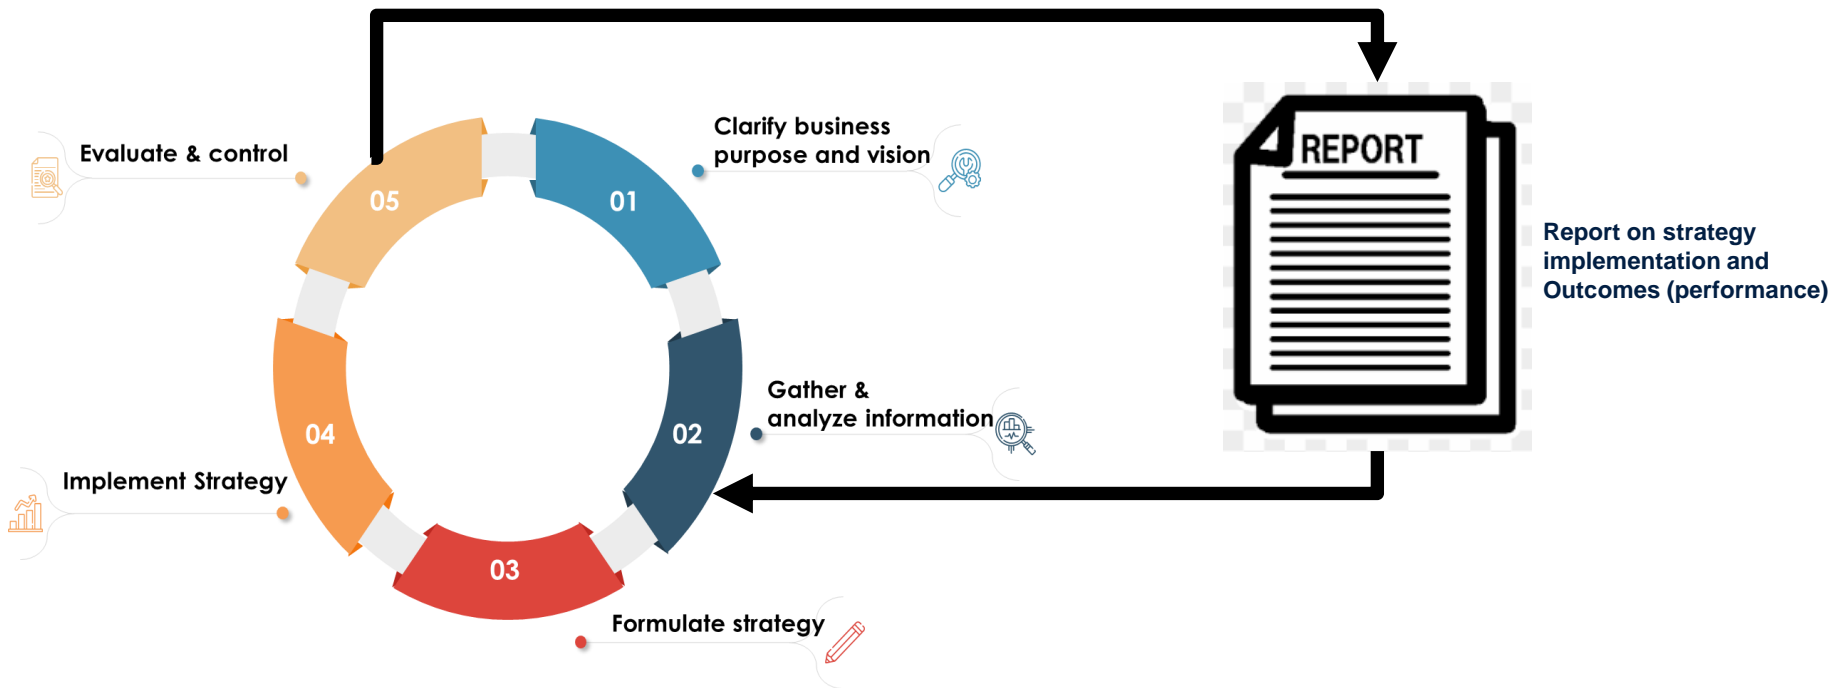 Clarify business
purpose and vision
01
Gather &
analyze information
02
Formulate strategy
03
Implement Strategy
04
Evaluate & control
05
REPORT
Report on strategy
implementation and
Outcomes (performance)